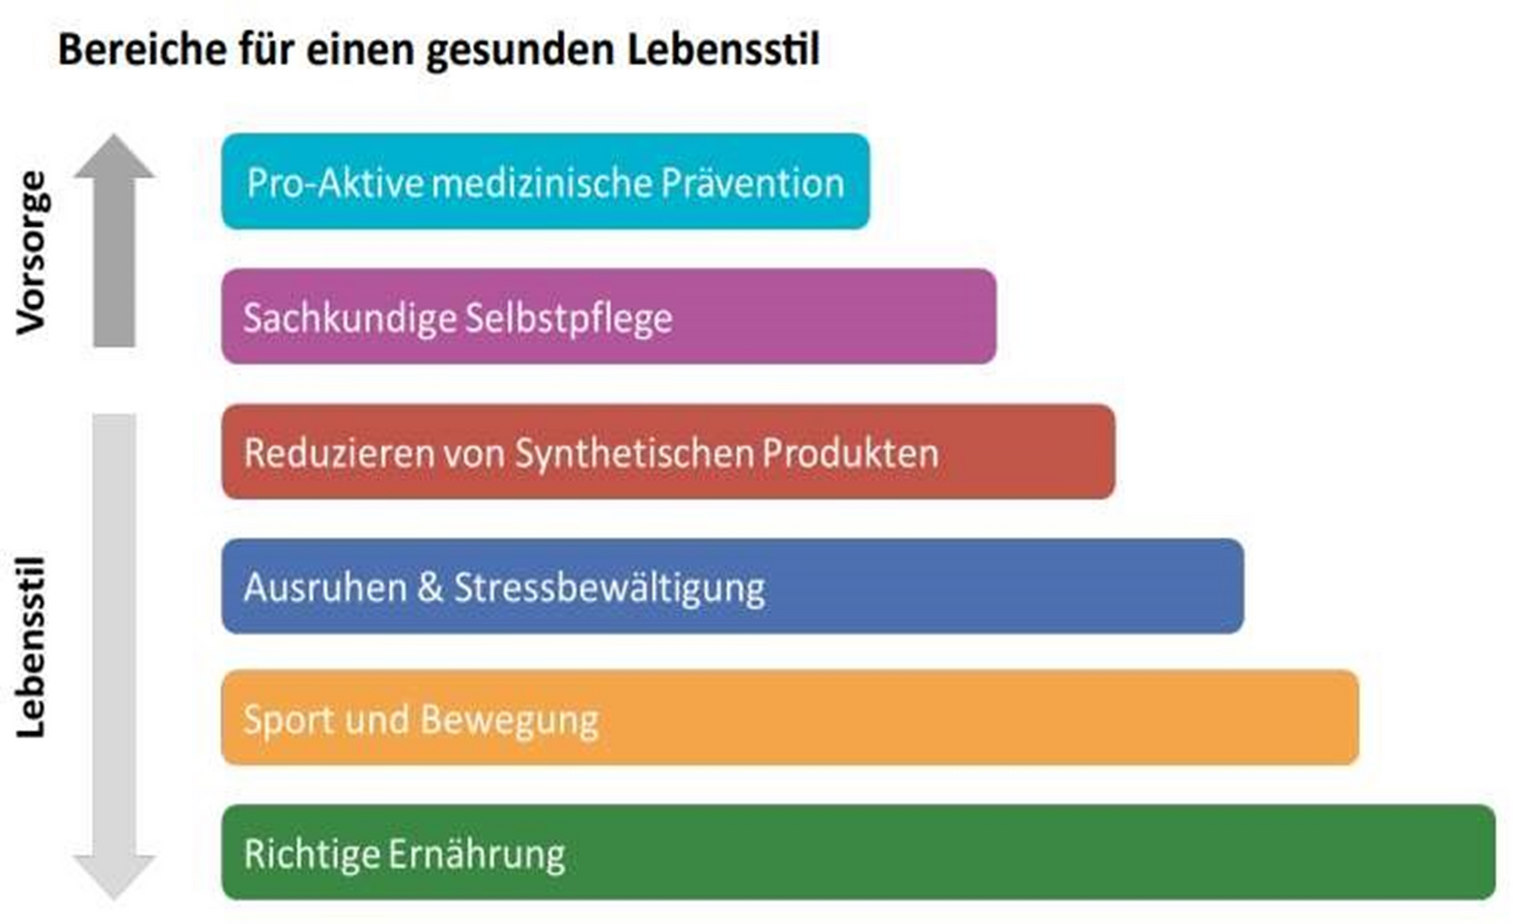 Bereiche für einen gesunden Lebensstil
Vorsorge
Pro-Aktive medizinische Prävention
Sachkundige Selbstpflege
Lebensstil
Reduzieren von Synthetischen Produkten
Ausruhen & Stressbewältigung
Sport und Bewegung
Richtige Ernährung